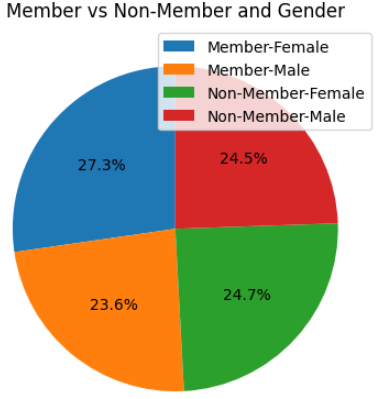 Member vs Non-Member and Gender
Member-Female
Member-Male
Non-Member-Female
Non-Member-Male
27.3%
24.5%
23.6%
24.7%